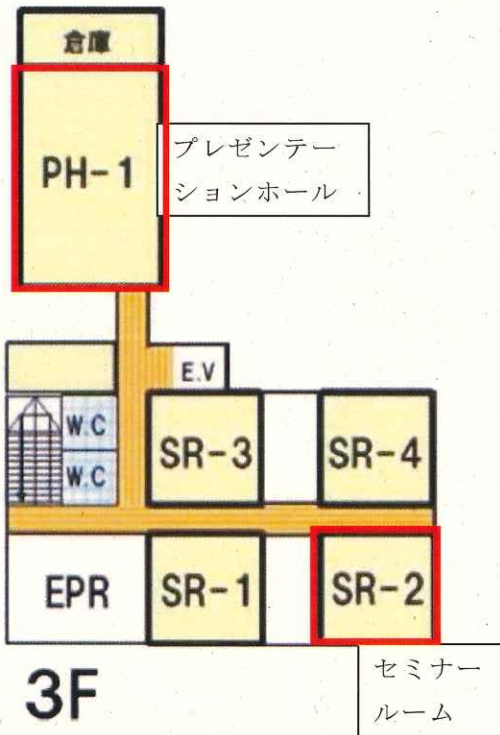 倉庫
PH-1
プレゼンテー
ションホール
E.V
W.C
W.C
SR-3
SR-4
EPR
SR-1
SR-2
3F
セミナー
ルーム